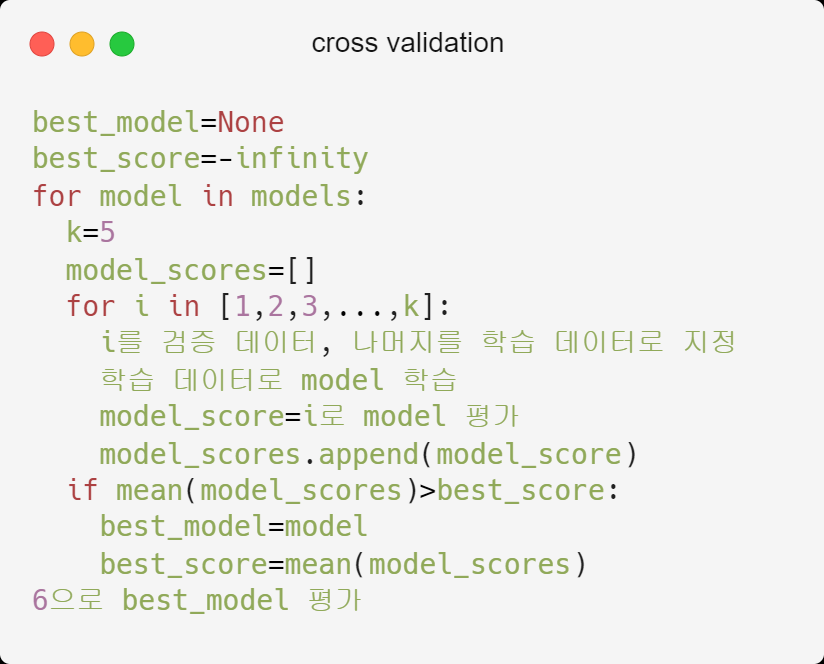 cross validation
best_model=None
best_score=-infinity
for model in models:
  k=5
  model_scores=[]
  for i in [1,2,3,...,k]:
    i를 검증 데이터, 나머지를 학습 데이터로 지정
    학습 데이터로 model 학습
    model_score=i로 model 평가
    model_scores.append(model_score)
  if mean(model_scores)>best_score:
    best_model=model
    best_score=mean(model_scores)
6으로 best_model 평가